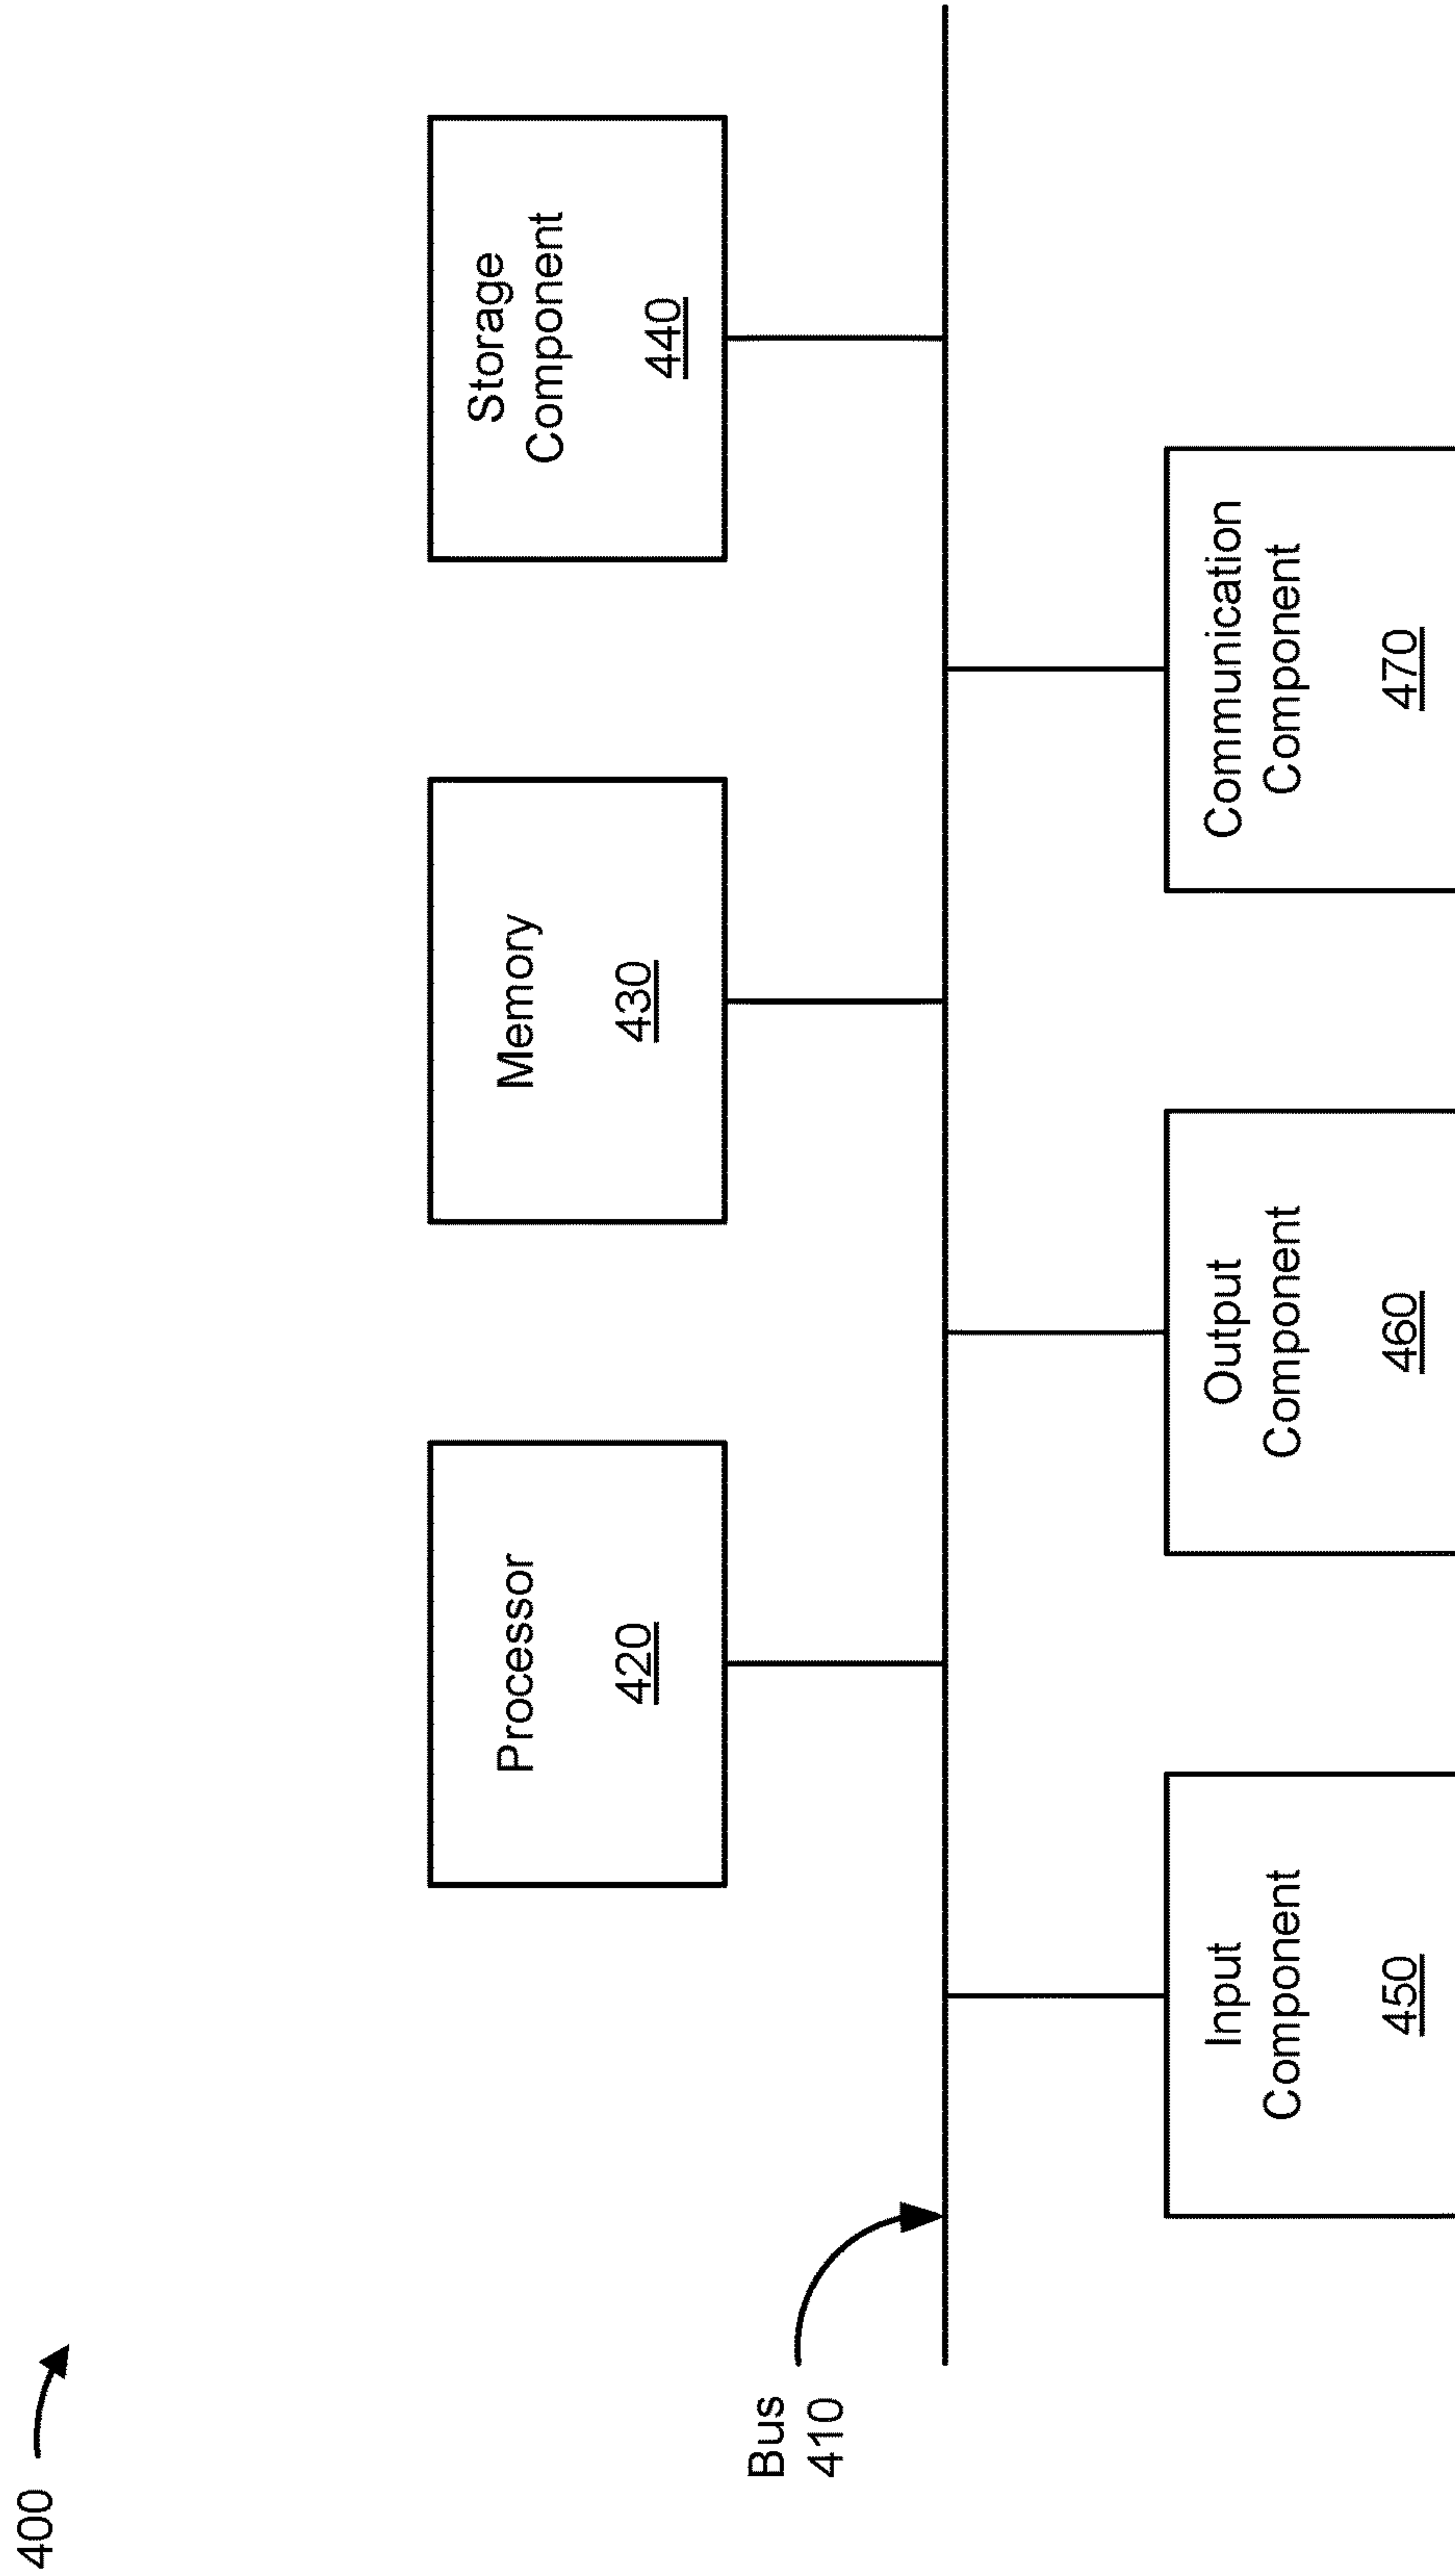 400
Processor
420
Memory
430
Storage
Component
440
Bus
410
Input
Component
450
Output
Component
460
Communication
Component
470